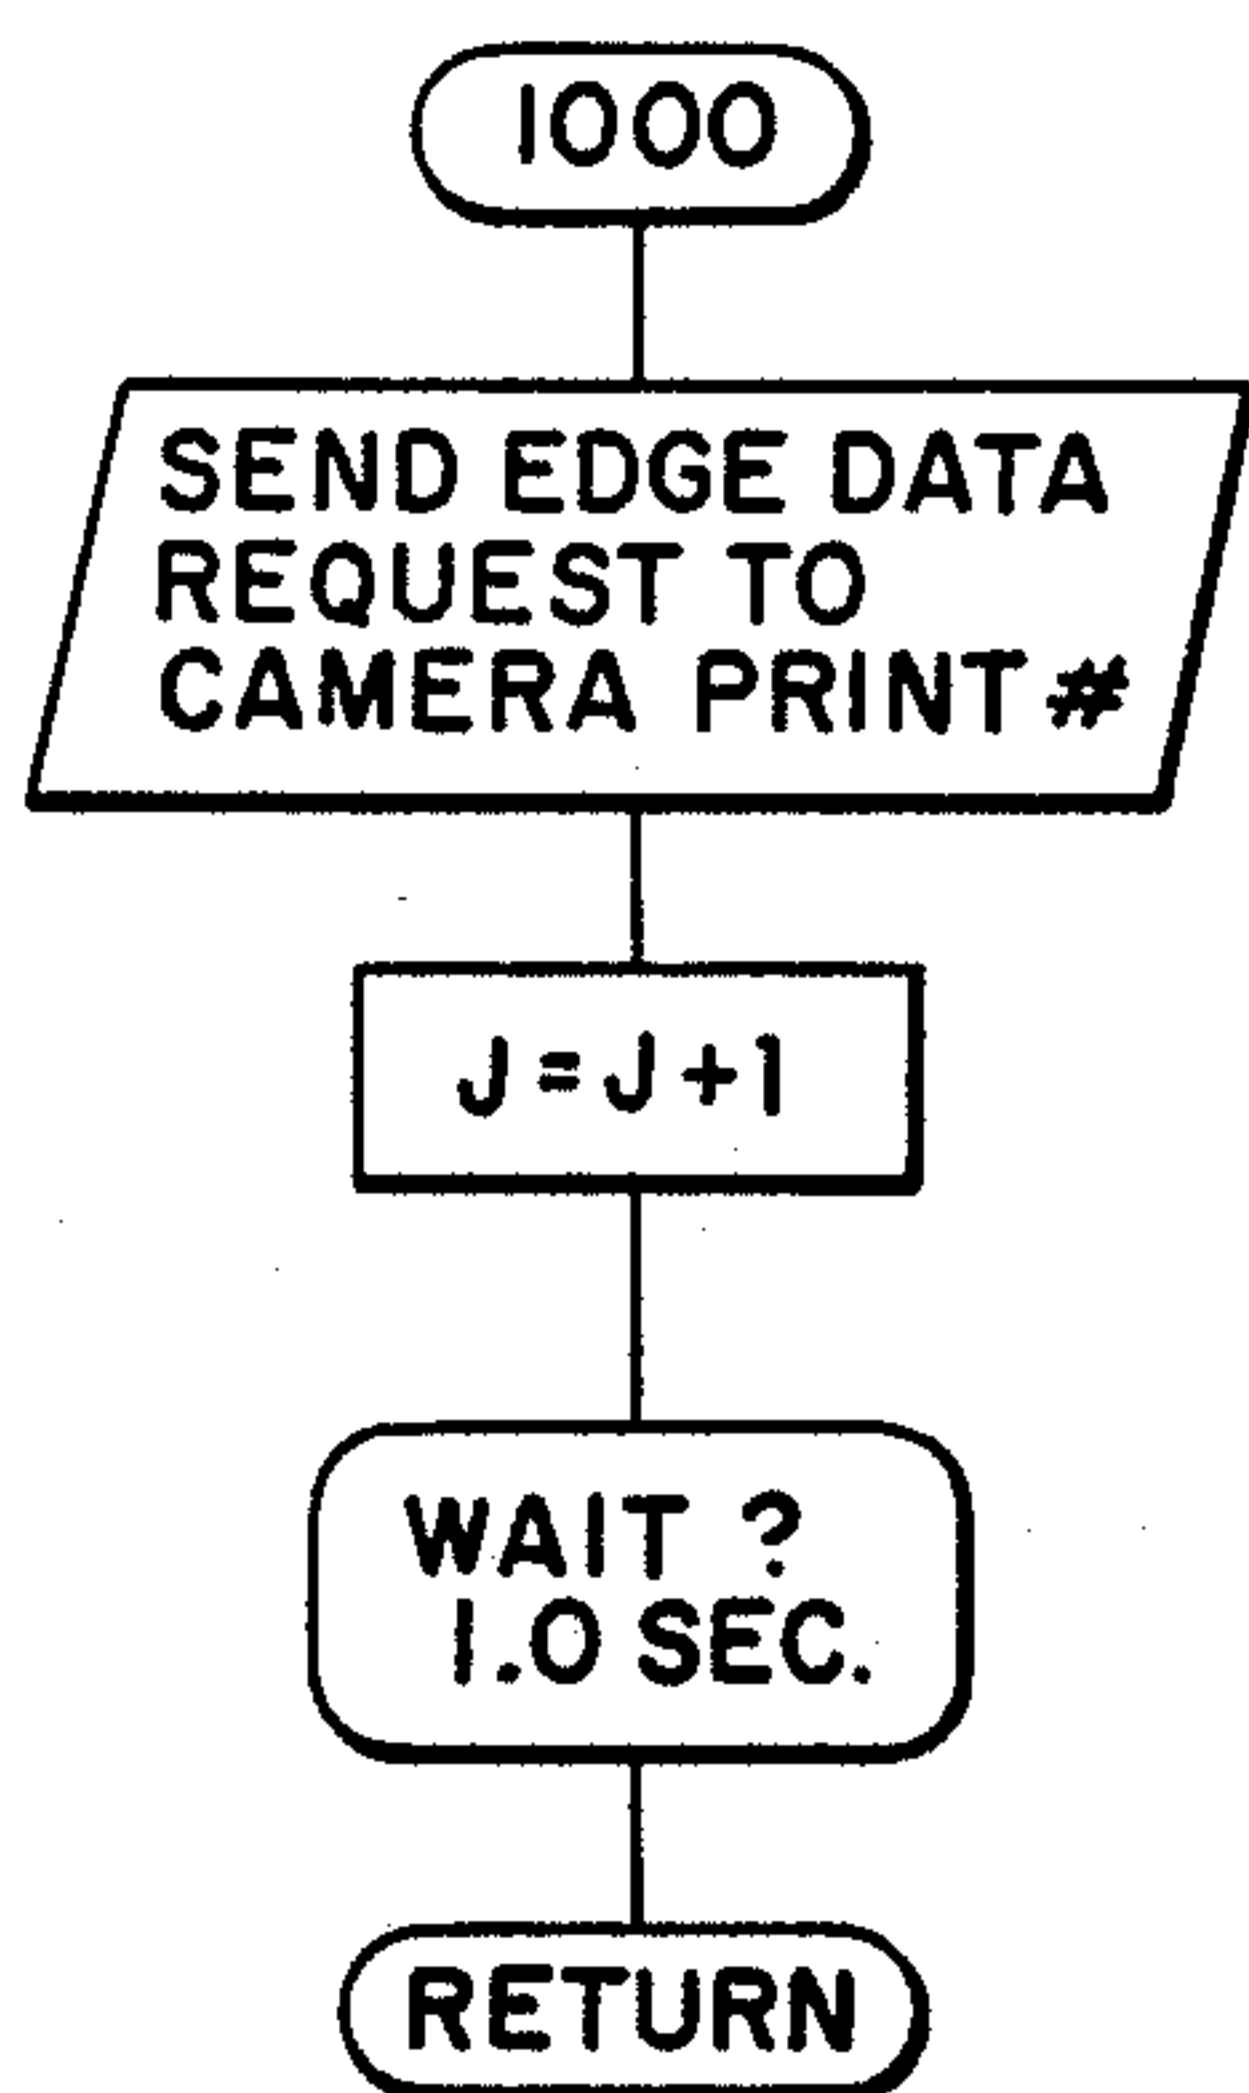 1000
SEND EDGE DATA
REQUEST TO
CAMERA PRINT #
J = J + 1
WAIT ?
1.0 SEC.
RETURN